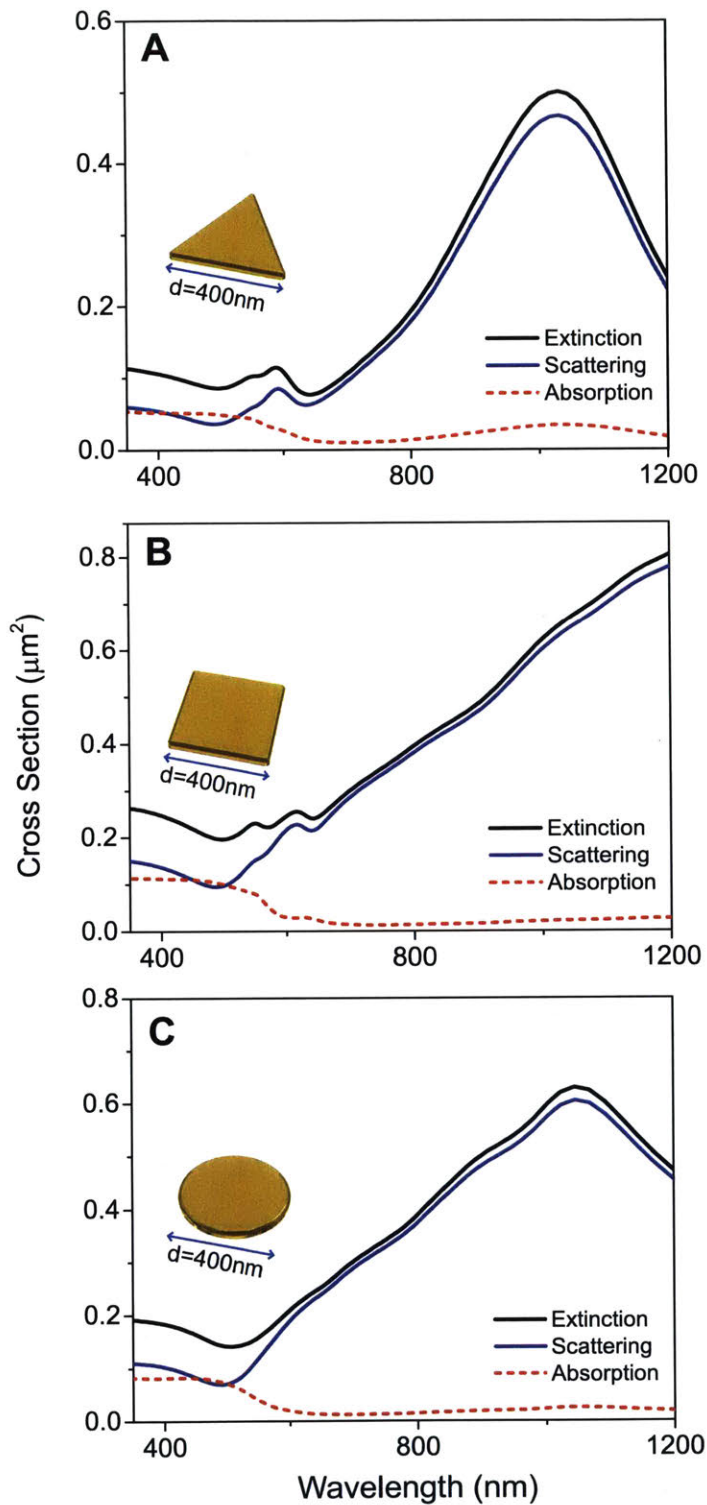 A
0.6
0.4
0.2
0.0
d=400nm
Extinction
Scattering
Absorption
400 800 1200
B
0.8
0.6
0.4
0.2
0.0
d=400nm
Extinction
Scattering
Absorption
400 800 1200
Cross Section (μm²)
C
0.8
0.6
0.4
0.2
0.0
d=400nm
Extinction
Scattering
Absorption
400 800 1200
Wavelength (nm)